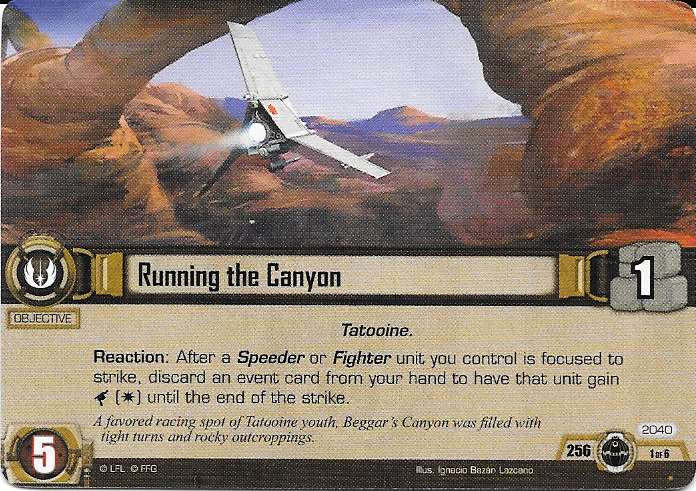 Running the Canyon
1
OBJECTIVE
Tatooine.
Reaction: After a Speeder or Fighter unit you control is focused to
strike, discard an event card from your hand to have that unit gain
[✷] until the end of the strike.
A favored racing spot of Tatooine youth, Beggar's Canyon was filled with
tight turns and rocky outcroppings.
5
© LFL © FFG
Illus. Ignacio Bazán Lazcano
256
2040
1 OF 6